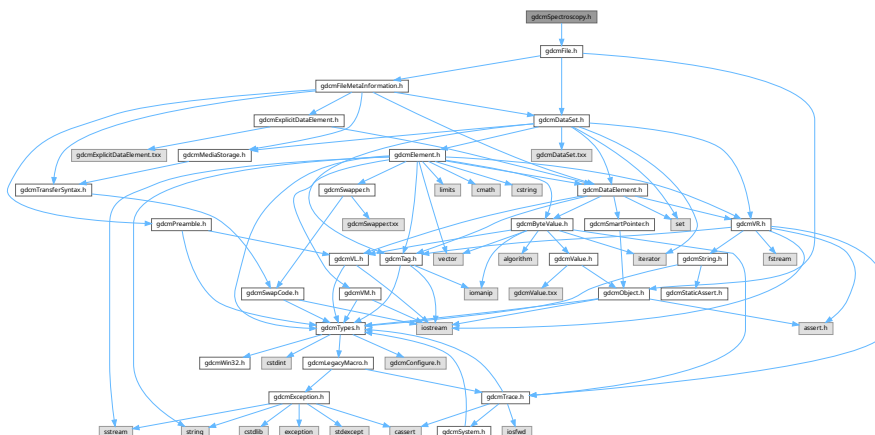 gdcmSpectroscopy.h
gdcmFile.h
gdcmFileMetaInformation.h
gdcmExplicitDataElement.h
gdcmDataSet.h
gdcmExplicitDataElement.txx
gdcmMediaStorage.h
gdcmElement.h
gdcmDataSet.txx
gdcmTransferSyntax.h
gdcmSwapper.h
limits
cmath
cstring
gdcmDataElement.h
gdcmPreamble.h
gdcmSwapper.txx
gdcmByteValue.h
gdcmSmartPointer.h
set
gdcmVR.h
gdcmVL.h
gdcmTag.h
vector
algorithm
gdcmValue.h
iterator
gdcmString.h
fstream
gdcmSwapCode.h
gdcmVM.h
iomanip
gdcmValue.txx
gdcmObject.h
gdcmStaticAssert.h
gdcmTypes.h
iostream
assert.h
gdcmWin32.h
cstdint
gdcmLegacyMacro.h
gdcmConfigure.h
gdcmException.h
gdcmTrace.h
sstream
string
cstdlib
exception
stdexcept
cassert
gdcmSystem.h
iosfwd